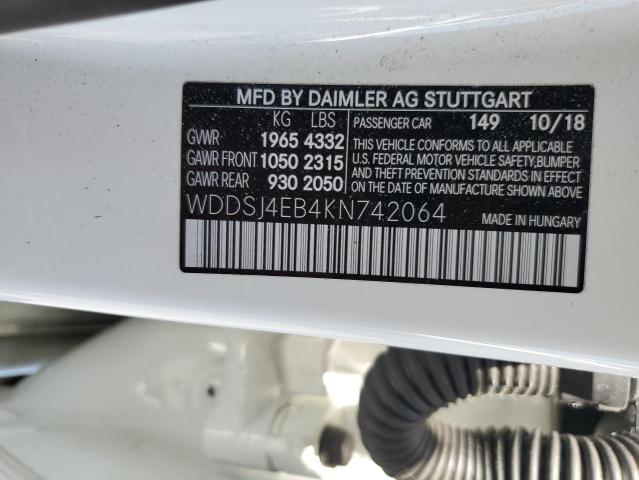 MFD BY DAIMLER AG STUTTGART
KG LBS PASSENGER CAR 149 10/18
GVWR 1965 4332 THIS VEHICLE CONFORMS TO ALL APPLICABLE
GAWR FRONT 1050 2315 U.S. FEDERAL MOTOR VEHICLE SAFETY,BUMPER
GAWR REAR 930 2050 AND THEFT PREVENTION STANDARDS IN EFFECT ON THE DATE OF MANUFACTURE SHOWN ABOVE.
WDDSJ4EB4KN742064 MADE IN HUNGARY